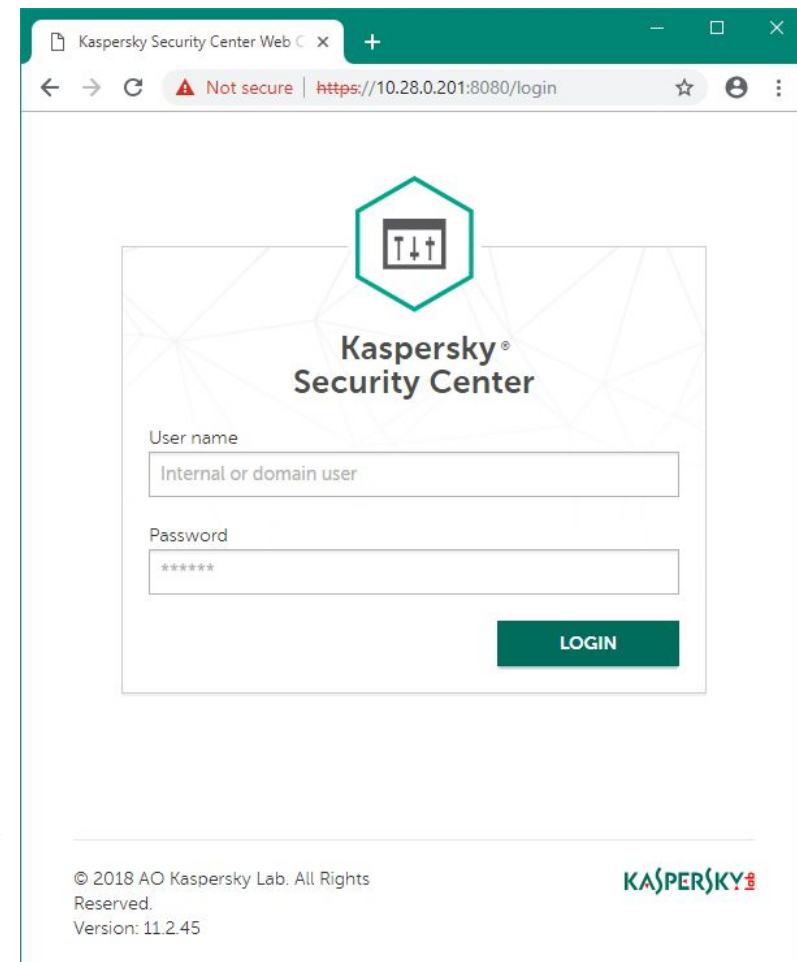 Kaspersky Security Center Web C
Not secure | https://10.28.0.201:8080/login
Kaspersky®
Security Center
User name
Internal or domain user
Password
******
LOGIN
© 2018 AO Kaspersky Lab. All Rights
Reserved.
Version: 11.2.45
KASPERSKY lab